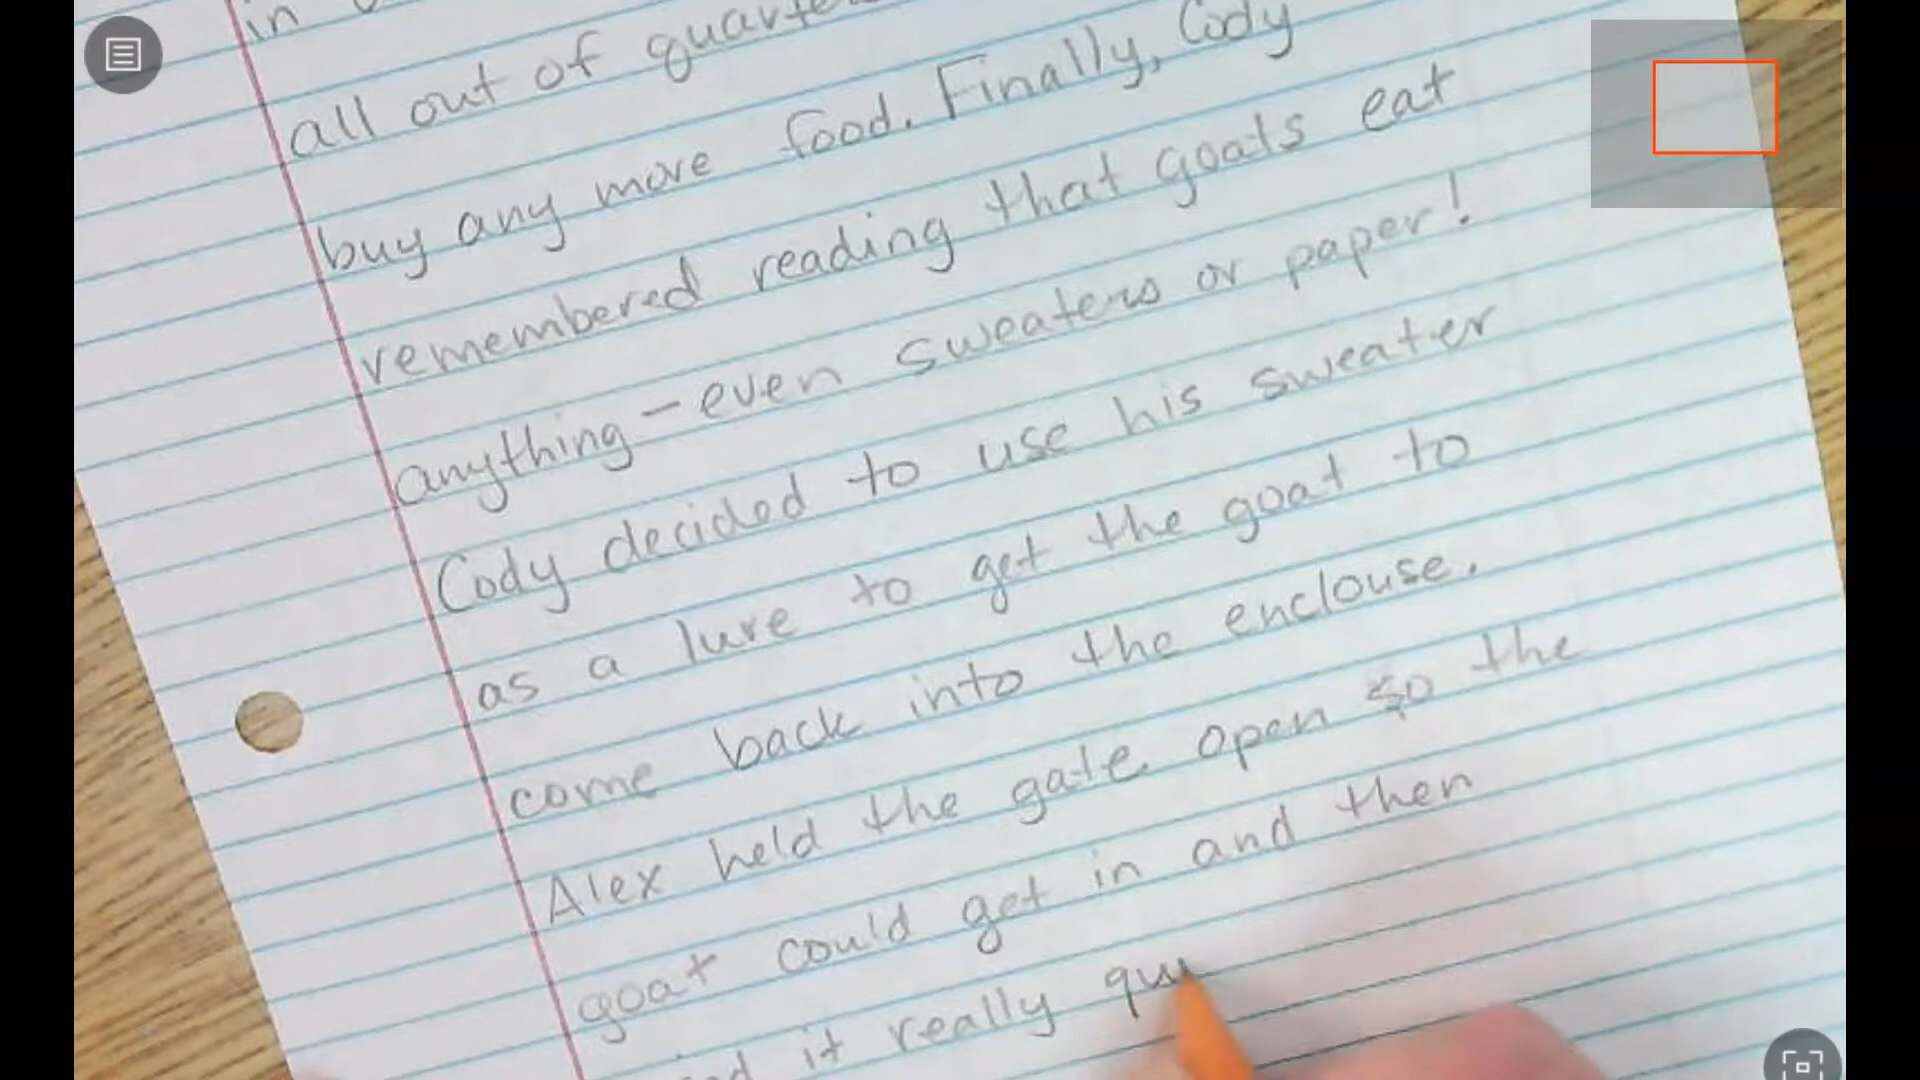 in
all out of
buy any more food. Finally, Cody
remembered reading that goats eat
anything - even sweaters or paper!
Cody decided to use his sweater
as a lure to get the goat to
come back into the enclouse.
Alex held the gate open so the
goat could get in and then
it really